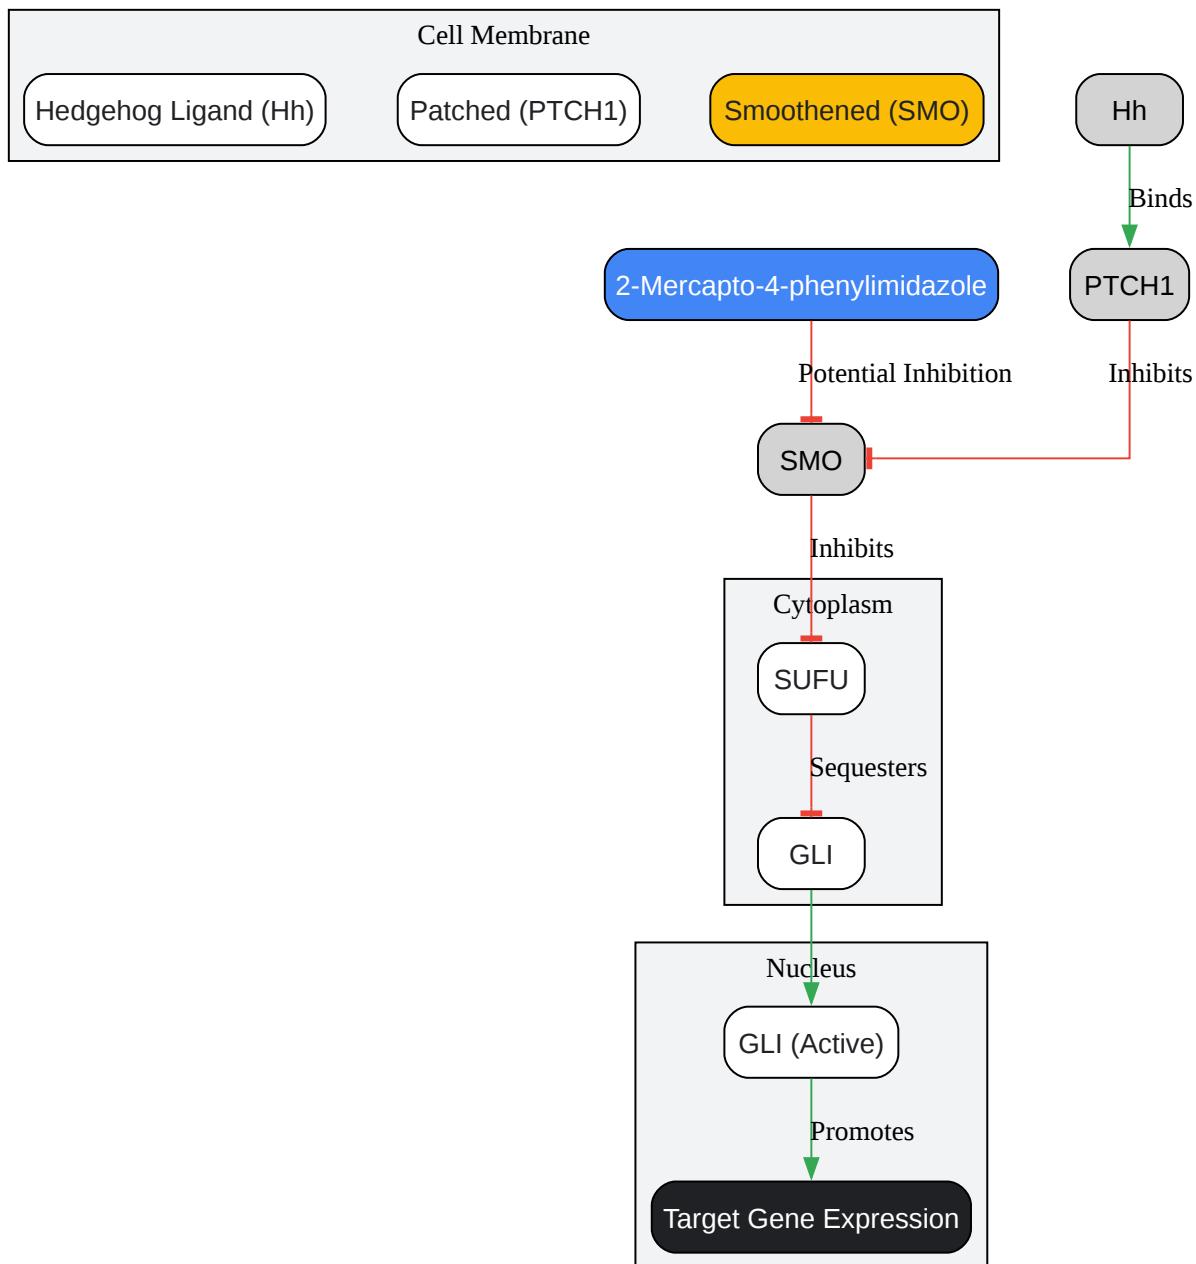 Cell Membrane
Hedgehog Ligand (Hh)
Patched (PTCH1)
Smoothened (SMO)
Hh
Binds
2-Mercapto-4-phenylimidazole
PTCH1
Potential Inhibition
Inhibits
SMO
Inhibits
Cytoplasm
SUFU
Sequesters
GLI
Nucleus
GLI (Active)
Promotes
Target Gene Expression